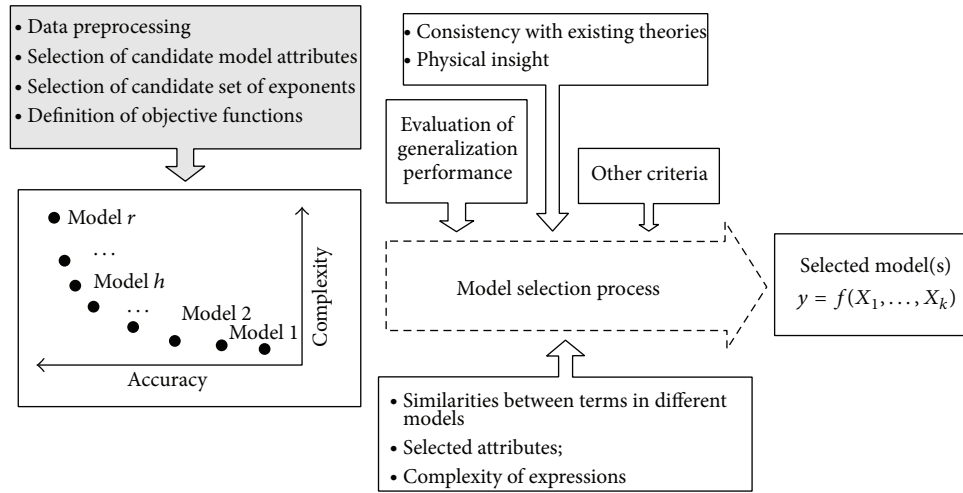 • Data preprocessing
• Selection of candidate model attributes
• Selection of candidate set of exponents
• Definition of objective functions
Model r
...
Model h
...
Model 2
Model 1
Complexity
Accuracy
• Consistency with existing theories
• Physical insight
Evaluation of
generalization
performance
Other criteria
Model selection process
• Similarities between terms in different
models
• Selected attributes;
• Complexity of expressions
Selected model(s)
y = f(X₁, . . . , Xₖ)